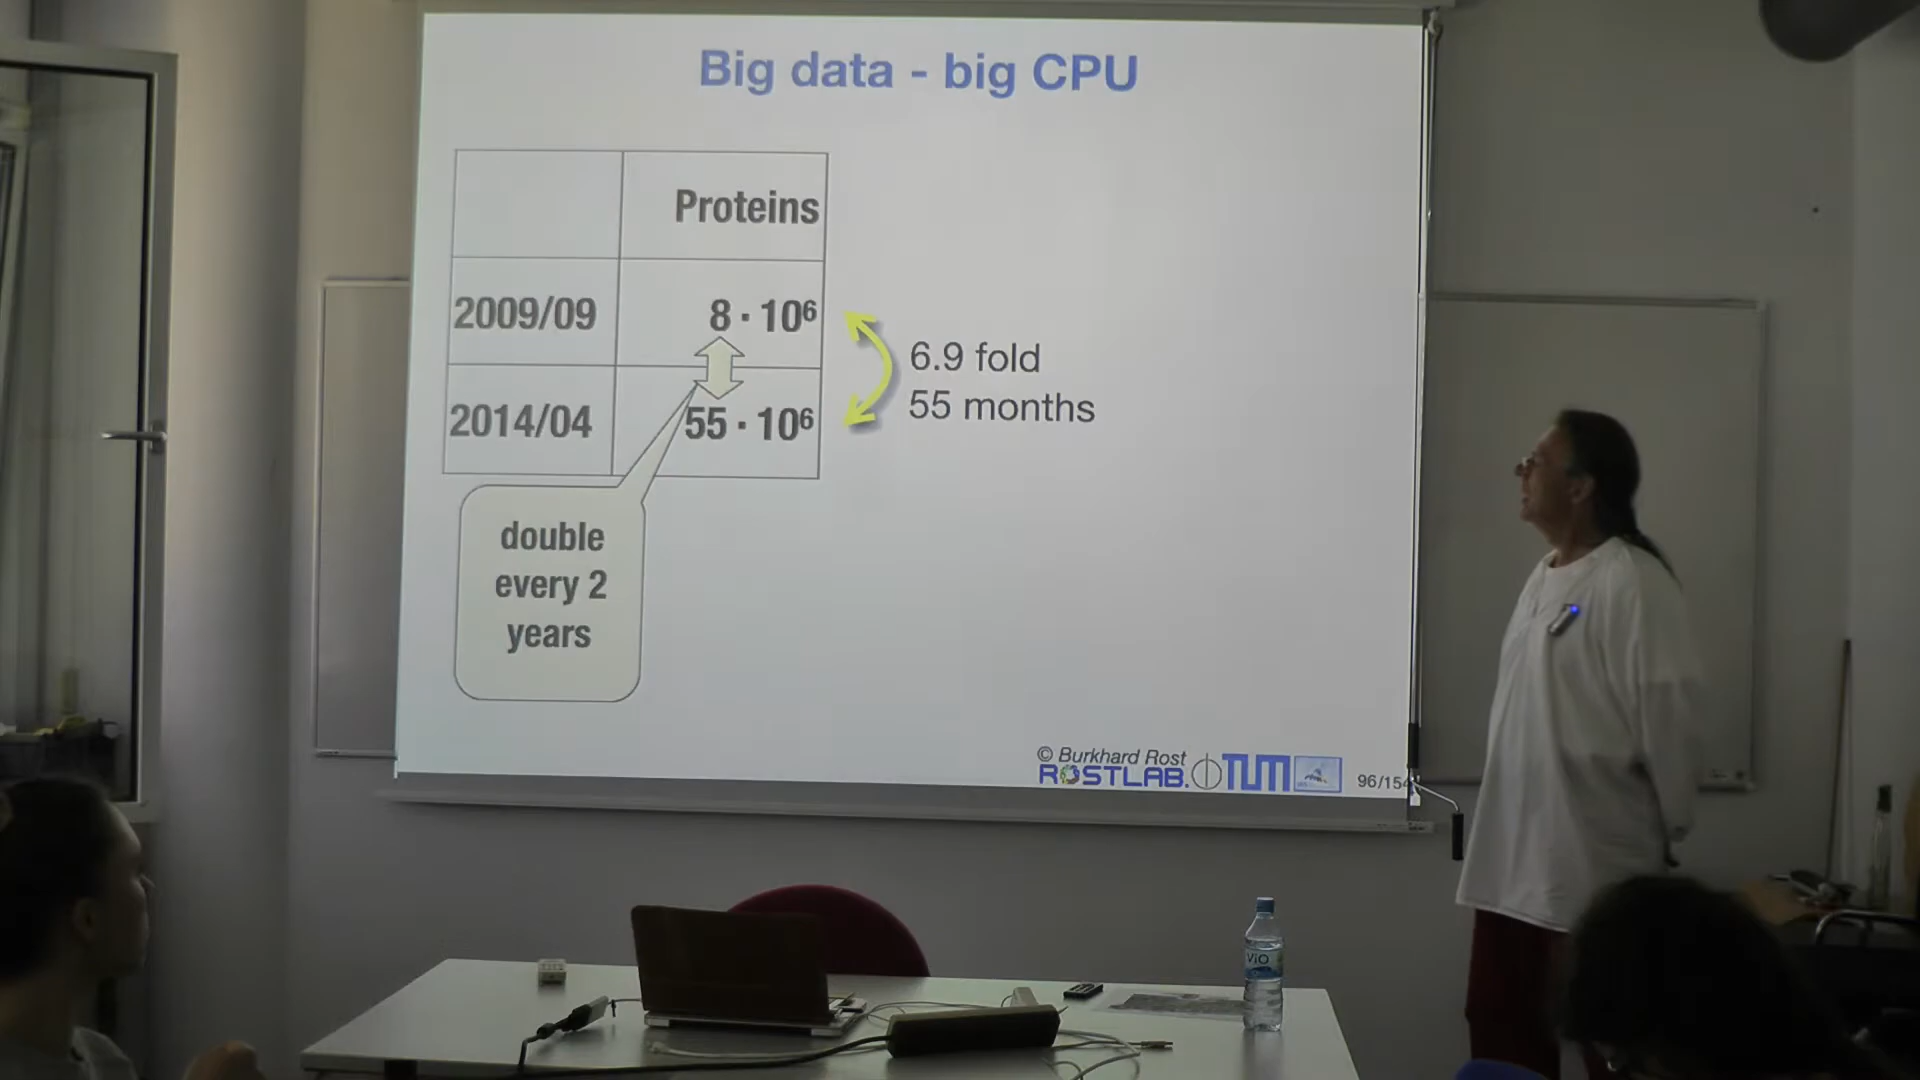 Big data - big CPU
Proteins
2009/09 8 · 10⁶
2014/04 55 · 10⁶
6.9 fold
55 months
double
every 2
years
© Burkhard Rost
ROSTLAB. TUM
96/154
ViO